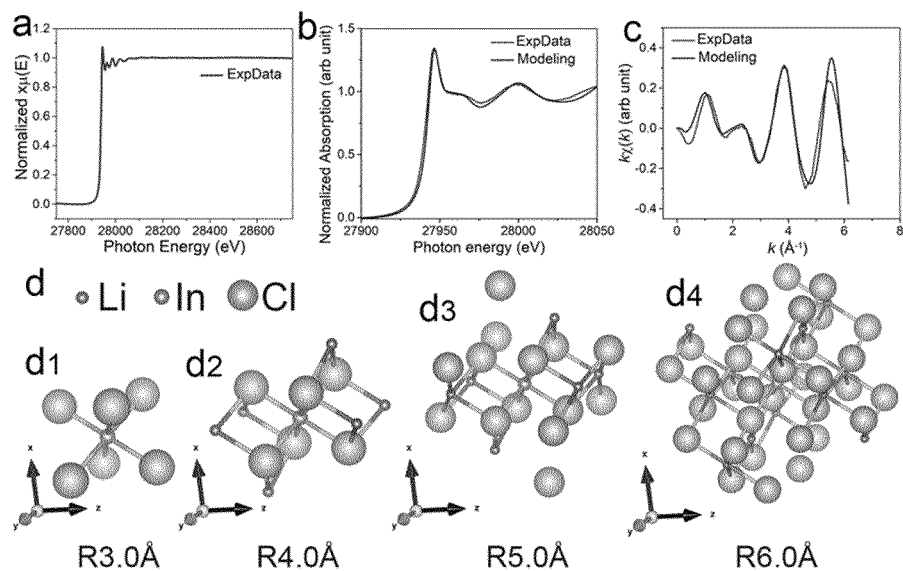 a
Normalized xμ(E)
1.2
1.0
0.8
0.6
0.4
0.2
0.0
ExpData
27800 28000 28200 28400 28600
Photon Energy (eV)
b
Normalized Absorption (arb unit)
1.5
1.0
0.5
0.0
ExpData
Modeling
27900 27950 28000 28050
Photon energy (eV)
c
kχ(k) (arb unit)
0.4
0.2
0.0
-0.2
-0.4
ExpData
Modeling
0 2 4 6 8
k (Å⁻¹)
d Li In Cl
d1
x
y
z
R3.0Å
d2
x
y
z
R4.0Å
d3
x
y
z
R5.0Å
d4
x
y
z
R6.0Å